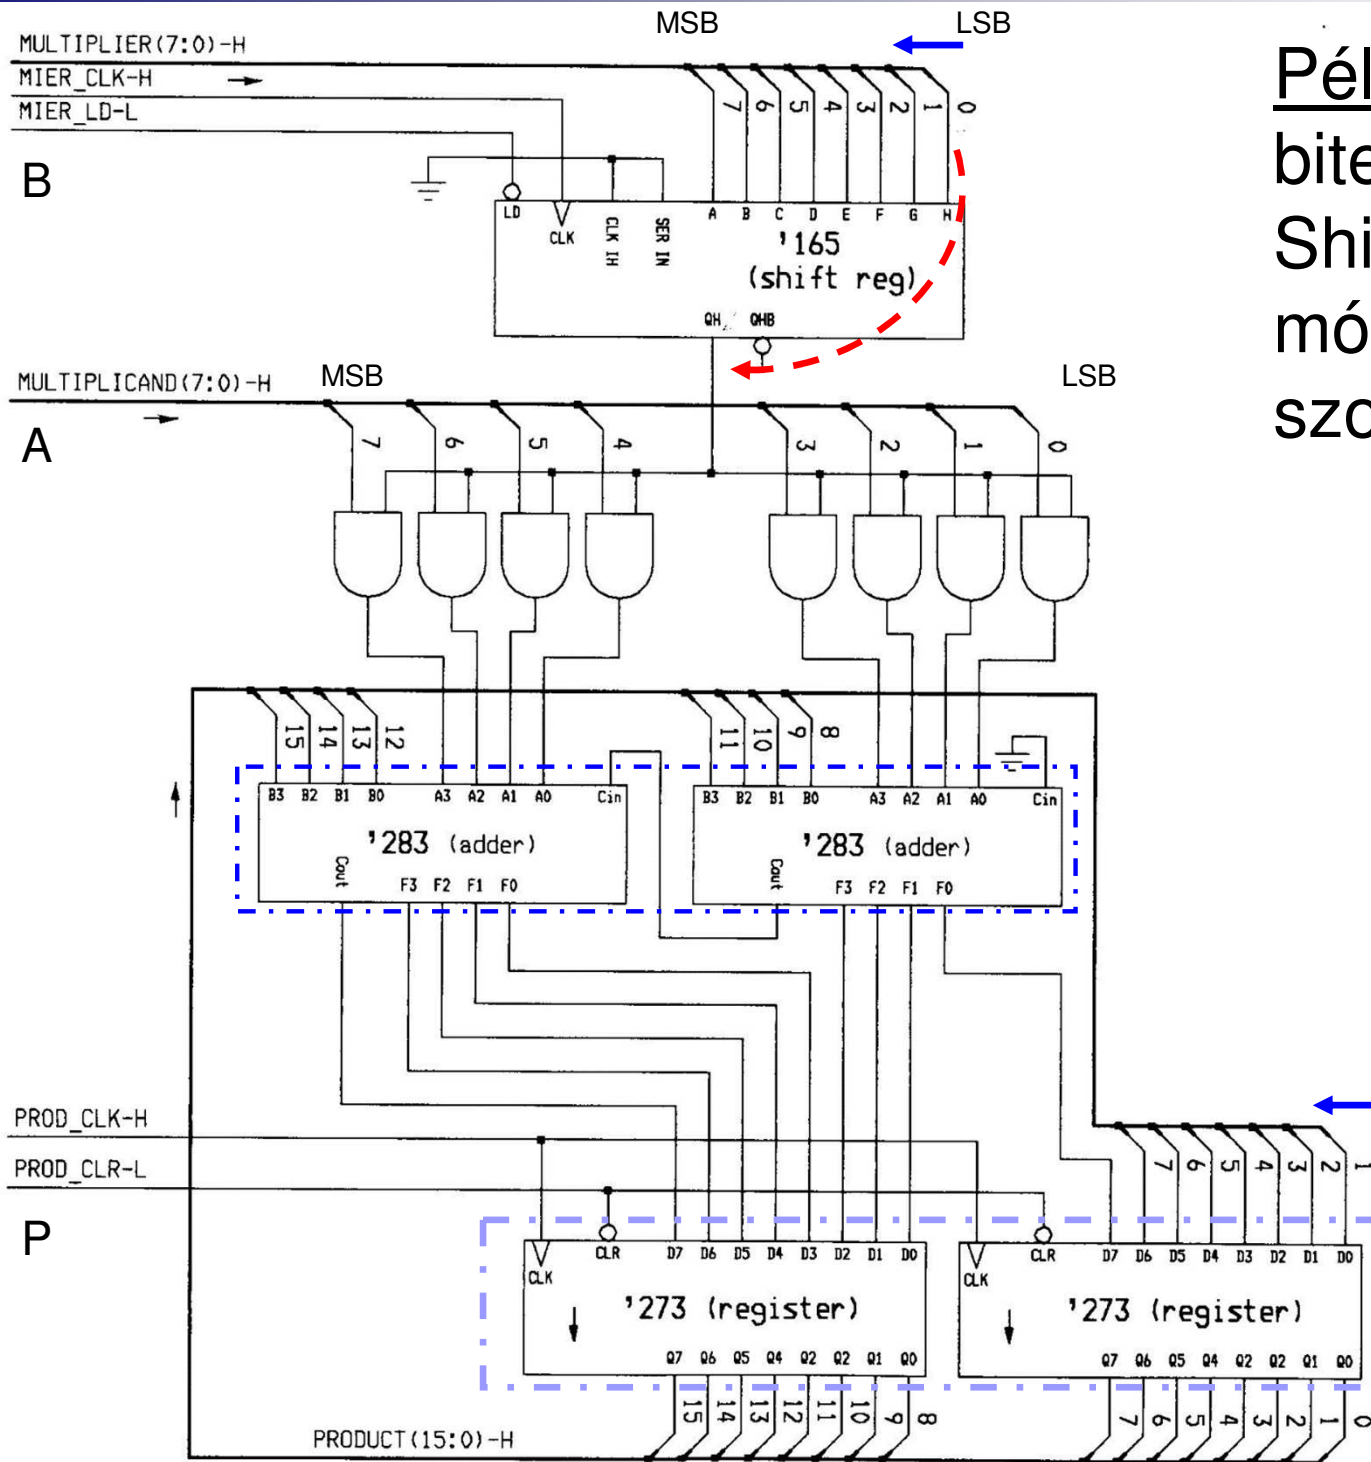 MSB LSB
MULTIPLIER(7:0)-H
MIER_CLK-H
MIER_LD-L
7 6 5 4 3 2 1 0
B
LD CLK CLK IH SER IN A B C D E F G H
'165
(shift reg)
QH QHB
Pél
bite
Shi
mó
szo
MULTIPLICAND(7:0)-H MSB LSB
A
7 6 5 4 3 2 1 0
15 14 13 12 11 10 9 8
B3 B2 B1 B0 A3 A2 A1 A0 Cin B3 B2 B1 B0 A3 A2 A1 A0 Cin
'283 (adder) '283 (adder)
Cout F3 F2 F1 F0 Cout F3 F2 F1 F0
PROD_CLK-H
7 6 5 4 3 2 1
PROD_CLR-L
P
CLK CLR D7 D6 D5 D4 D3 D2 D1 D0 CLK CLR D7 D6 D5 D4 D3 D2 D1 D0
'273 (register) '273 (register)
Q7 Q6 Q5 Q4 Q2 Q2 Q1 Q0 Q7 Q6 Q5 Q4 Q2 Q2 Q1 Q0
15 14 13 12 11 10 9 8 7 6 5 4 3 2 1 0
PRODUCT(15:0)-H